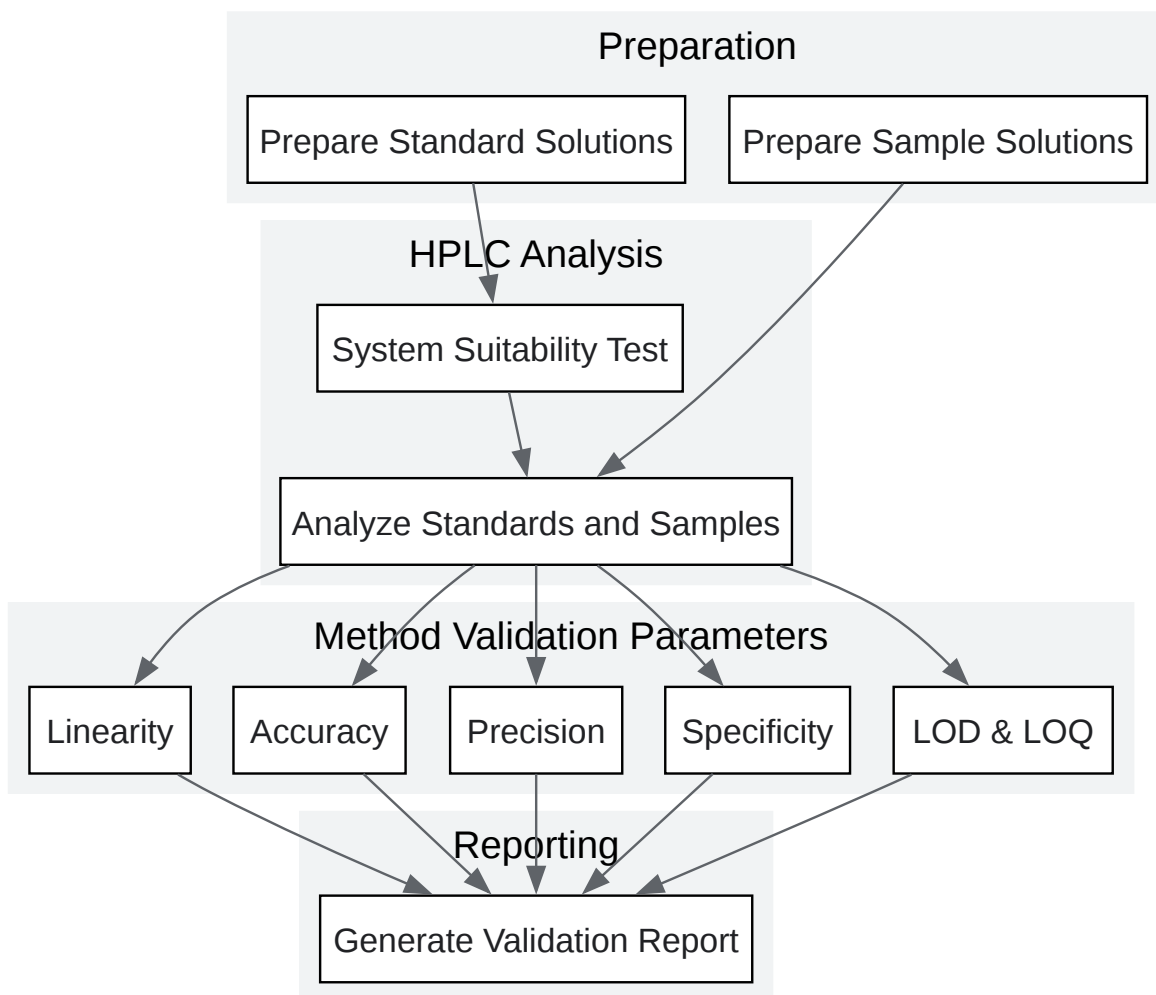 Preparation
Prepare Standard Solutions
Prepare Sample Solutions
HPLC Analysis
System Suitability Test
Analyze Standards and Samples
Method Validation Parameters
Linearity
Accuracy
Precision
Specificity
LOD & LOQ
Reporting
Generate Validation Report